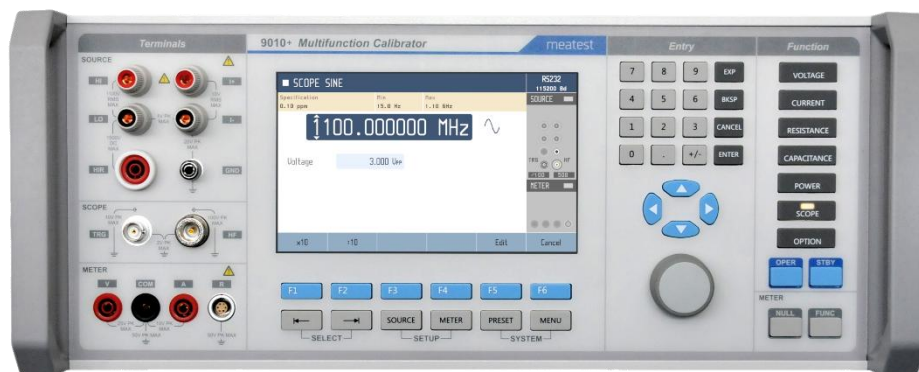 Terminals
9010+ Multifunction Calibrator
meatest
Entry
Function
SOURCE
HI
I+
LO
I-
HIR
GND
SCOPE
TRG
HF
METER
V
COM
A
B
SCOPE SINE
RS232
115200 Bd
Specification
Min
Max
0.10 ppm
15.0 Hz
1.10 GHz
SOURCE
100.000000 MHz
Voltage
3.000 Vpp
TRG
HF
METER
x10
:10
Edit
Cancel
F1
F2
F3
F4
F5
F6
SOURCE
METER
PRESET
MENU
SELECT
SETUP
SYSTEM
7
8
9
EXP
4
5
6
BKSP
1
2
3
CANCEL
0
.
+/-
ENTER
VOLTAGE
CURRENT
RESISTANCE
CAPACITANCE
POWER
SCOPE
OPTION
OPER
STBY
METER
NULL
FUNC